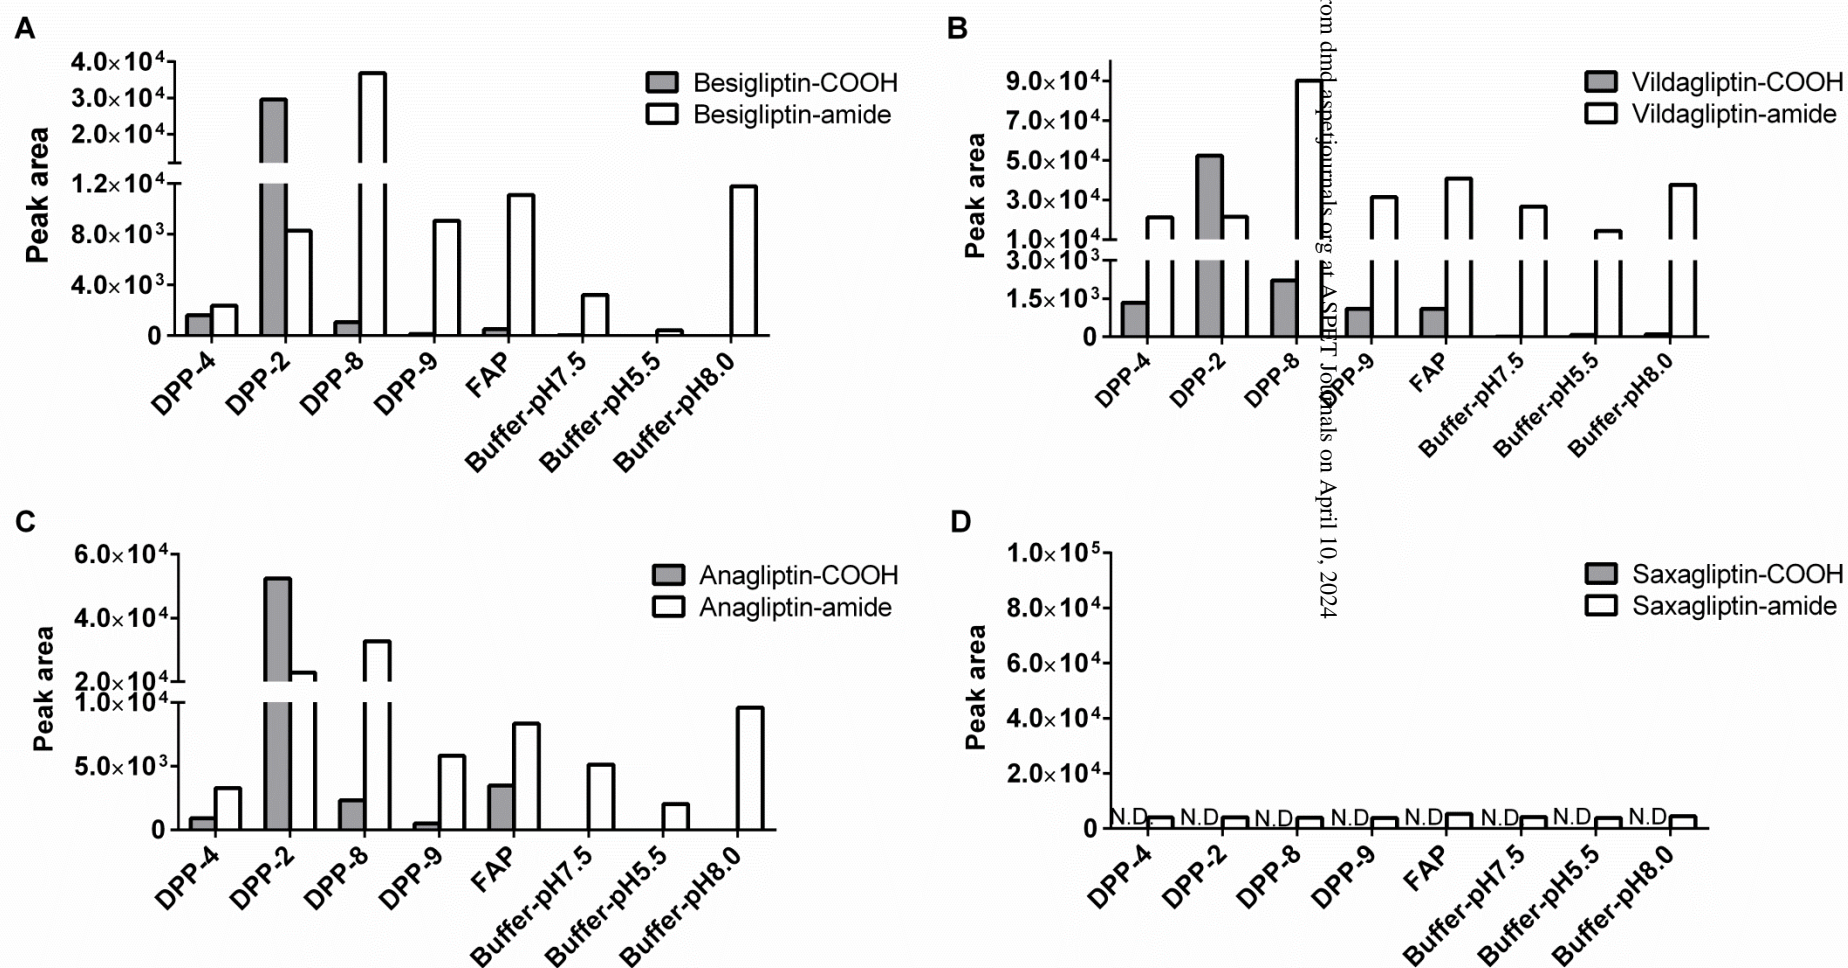 A
Peak area
4.0×10⁴
3.0×10⁴
2.0×10⁴
1.2×10⁴
8.0×10³
4.0×10³
0
Besigliptin-COOH
Besigliptin-amide
DPP-4
DPP-2
DPP-8
DPP-9
FAP
Buffer-pH7.5
Buffer-pH5.5
Buffer-pH8.0
B
Peak area
9.0×10⁴
7.0×10⁴
5.0×10⁴
3.0×10⁴
1.0×10⁴
3.0×10³
1.5×10³
0
Vildagliptin-COOH
Vildagliptin-amide
DPP-4
DPP-2
DPP-8
DPP-9
FAP
Buffer-pH7.5
Buffer-pH5.5
Buffer-pH8.0
rom dmd.aspetjournals.org at ASPET Journals on April 10, 2024
C
Peak area
6.0×10⁴
4.0×10⁴
2.0×10⁴
1.0×10⁴
5.0×10³
0
Anagliptin-COOH
Anagliptin-amide
DPP-4
DPP-2
DPP-8
DPP-9
FAP
Buffer-pH7.5
Buffer-pH5.5
Buffer-pH8.0
D
Peak area
1.0×10⁵
8.0×10⁴
6.0×10⁴
4.0×10⁴
2.0×10⁴
0
Saxagliptin-COOH
Saxagliptin-amide
N.D. N.D N.D N.D N.D N.D N.D N.D
DPP-4
DPP-2
DPP-8
DPP-9
FAP
Buffer-pH7.5
Buffer-pH5.5
Buffer-pH8.0